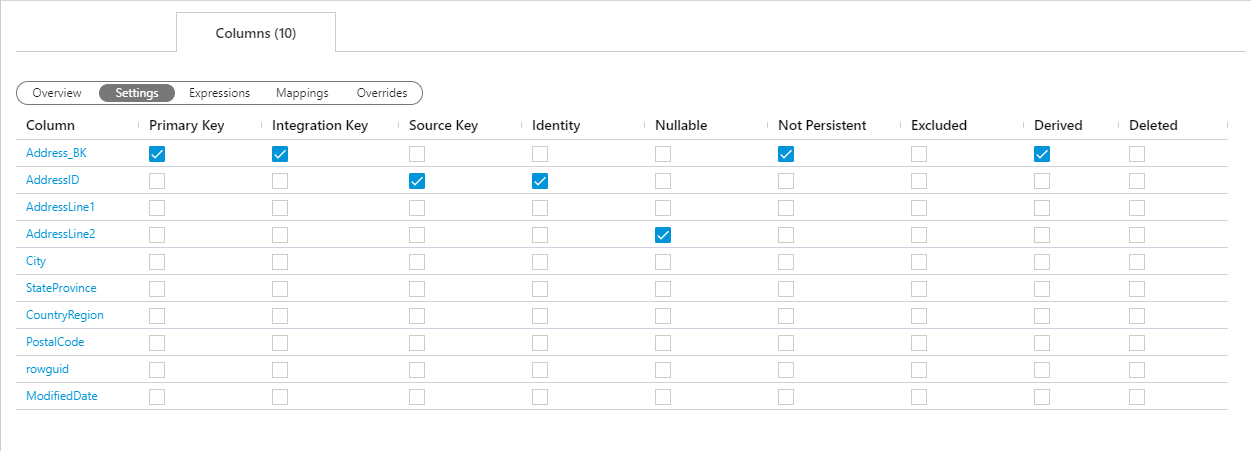 Columns (10)
Overview Settings Expressions Mappings Overrides
Column Primary Key Integration Key Source Key Identity Nullable Not Persistent Excluded Derived Deleted
Address_BK
AddressID
AddressLine1
AddressLine2
City
StateProvince
CountryRegion
PostalCode
rowguid
ModifiedDate